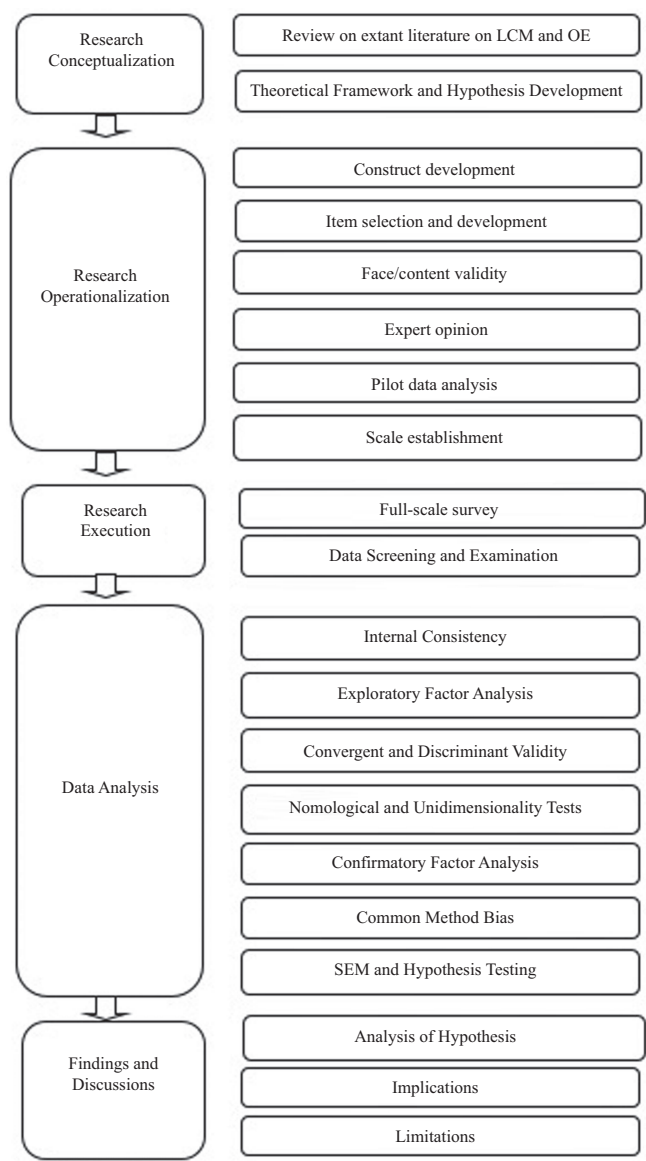 Research
Conceptualization
Review on extant literature on LCM and OE
Theoretical Framework and Hypothesis Development
Research
Operationalization
Construct development
Item selection and development
Face/content validity
Expert opinion
Pilot data analysis
Scale establishment
Research
Execution
Full-scale survey
Data Screening and Examination
Data Analysis
Internal Consistency
Exploratory Factor Analysis
Convergent and Discriminant Validity
Nomological and Unidimensionality Tests
Confirmatory Factor Analysis
Common Method Bias
SEM and Hypothesis Testing
Findings and
Discussions
Analysis of Hypothesis
Implications
Limitations